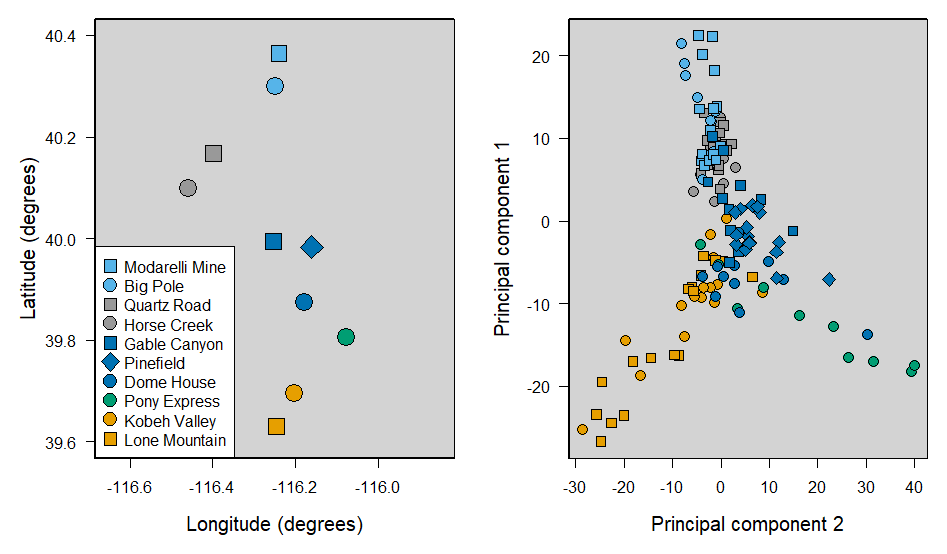 40.4
40.2
40.0
39.8
39.6
Latitude (degrees)
Modarelli Mine
Big Pole
Quartz Road
Horse Creek
Gable Canyon
Pinefield
Dome House
Pony Express
Kobeh Valley
Lone Mountain
-116.6
-116.4
-116.2
-116.0
Longitude (degrees)
20
10
0
-10
-20
Principal component 1
-30
-20
-10
0
10
20
30
40
Principal component 2